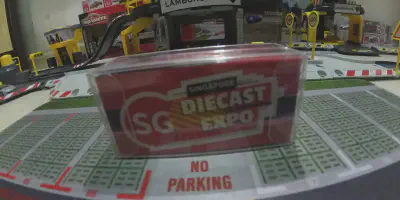 LAMBORG
SINGAPORE
SG DIECAST
EXPO
NO
PARKING